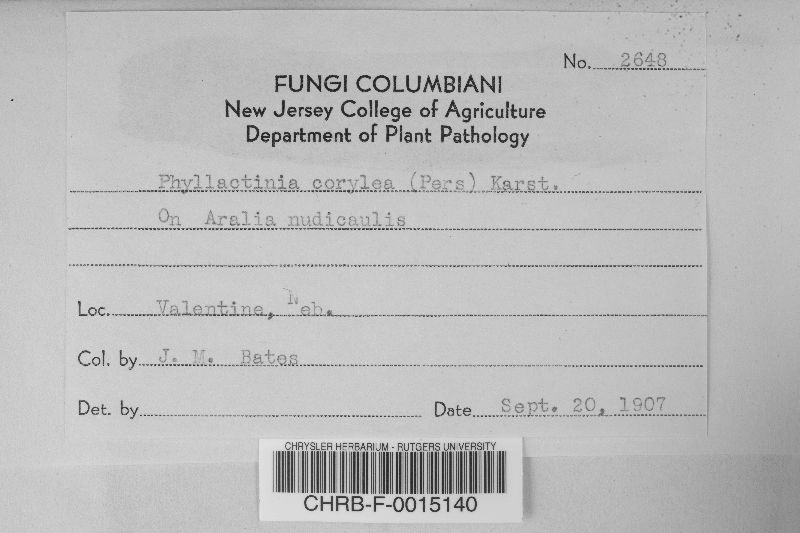 No. 2648
FUNGI COLUMBIANI
New Jersey College of Agriculture
Department of Plant Pathology
Phyllactinia corylea (Pers) Karst.
On Aralia nudicaulis
Loc. Valentine, Neb.
Col. by J. M. Bates
Det. by
Date Sept. 20, 1907
CHRYSLER HERBARIUM - RUTGERS UNIVERSITY
CHRB-F-0015140